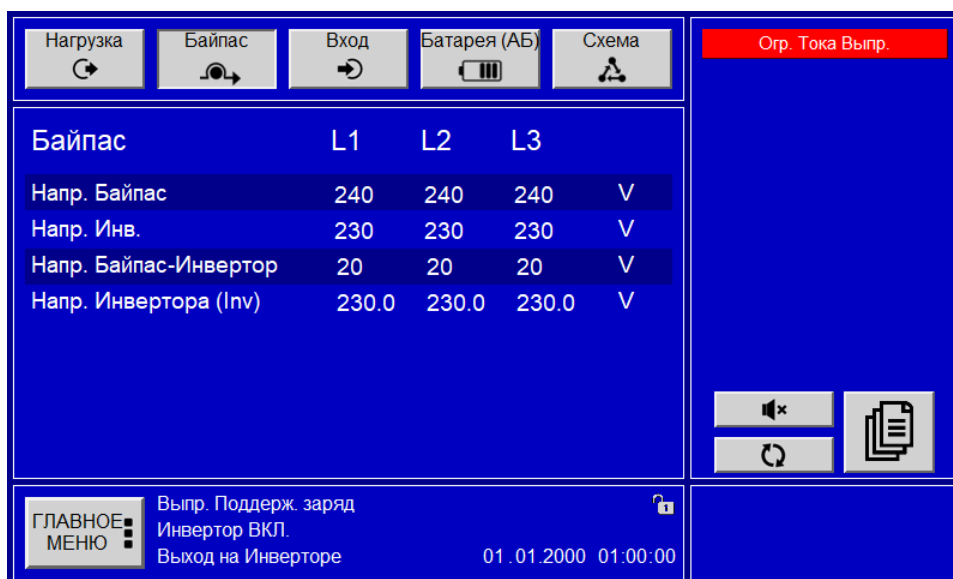 Нагрузка Байпас Вход Батарея (АБ) Схема
Огр. Тока Выпр.
Байпас L1 L2 L3
Напр. Байпас 240 240 240 V
Напр. Инв. 230 230 230 V
Напр. Байпас-Инвертор 20 20 20 V
Напр. Инвертора (Inv) 230.0 230.0 230.0 V
ГЛАВНОЕ
МЕНЮ
Выпр. Поддерж. заряд
Инвертор ВКЛ.
Выход на Инверторе 01.01.2000 01:00:00